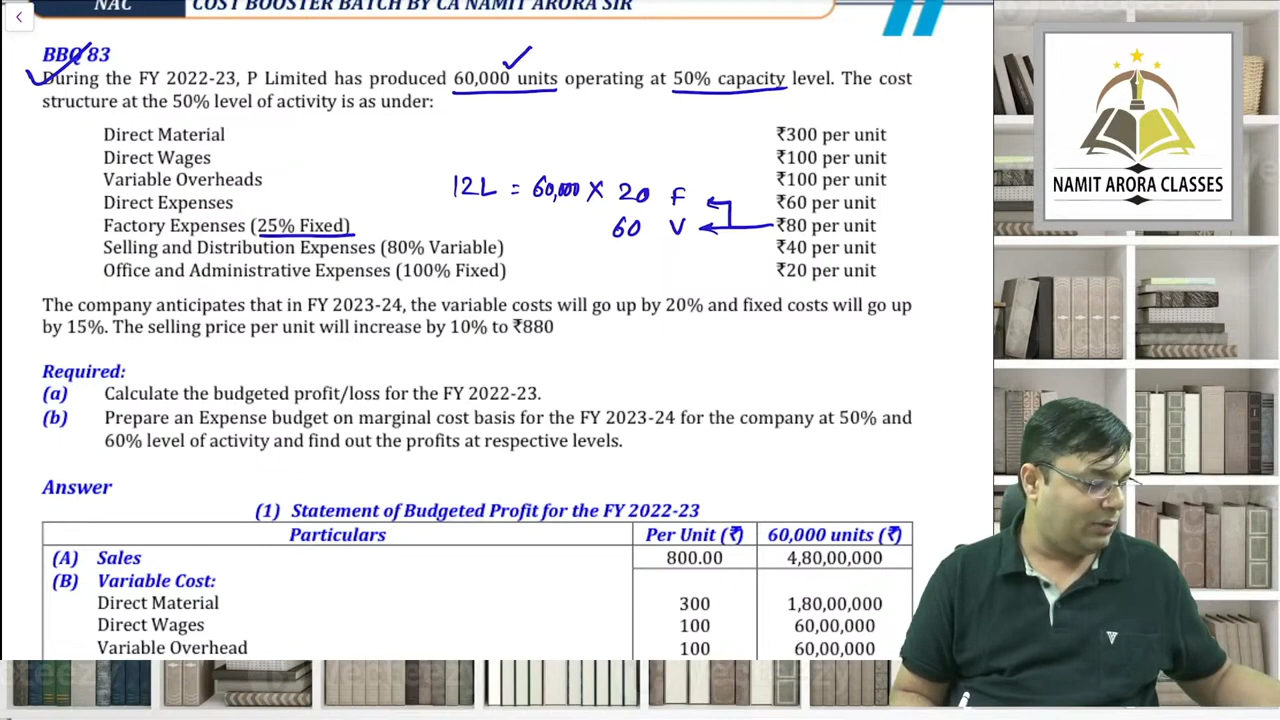 NAC COST BOOSTER BATCH BY CA NAMIT ARORA SIR
BBQ 83
During the FY 2022-23, P Limited has produced 60,000 units operating at 50% capacity level. The cost
structure at the 50% level of activity is as under:
Direct Material ₹300 per unit
Direct Wages ₹100 per unit
Variable Overheads ₹100 per unit
Direct Expenses ₹60 per unit
12L = 60,000 X 20 F
Factory Expenses (25% Fixed) 60 V ₹80 per unit
Selling and Distribution Expenses (80% Variable) ₹40 per unit
Office and Administrative Expenses (100% Fixed) ₹20 per unit
The company anticipates that in FY 2023-24, the variable costs will go up by 20% and fixed costs will go up
by 15%. The selling price per unit will increase by 10% to ₹880
Required:
(a) Calculate the budgeted profit/loss for the FY 2022-23.
(b) Prepare an Expense budget on marginal cost basis for the FY 2023-24 for the company at 50% and
60% level of activity and find out the profits at respective levels.
Answer
(1) Statement of Budgeted Profit for the FY 2022-23
Particulars Per Unit (₹) 60,000 units (₹)
(A) Sales 800.00 4,80,00,000
(B) Variable Cost:
Direct Material 300 1,80,00,000
Direct Wages 100 60,00,000
Variable Overhead 100 60,00,000
NAMIT ARORA CLASSES